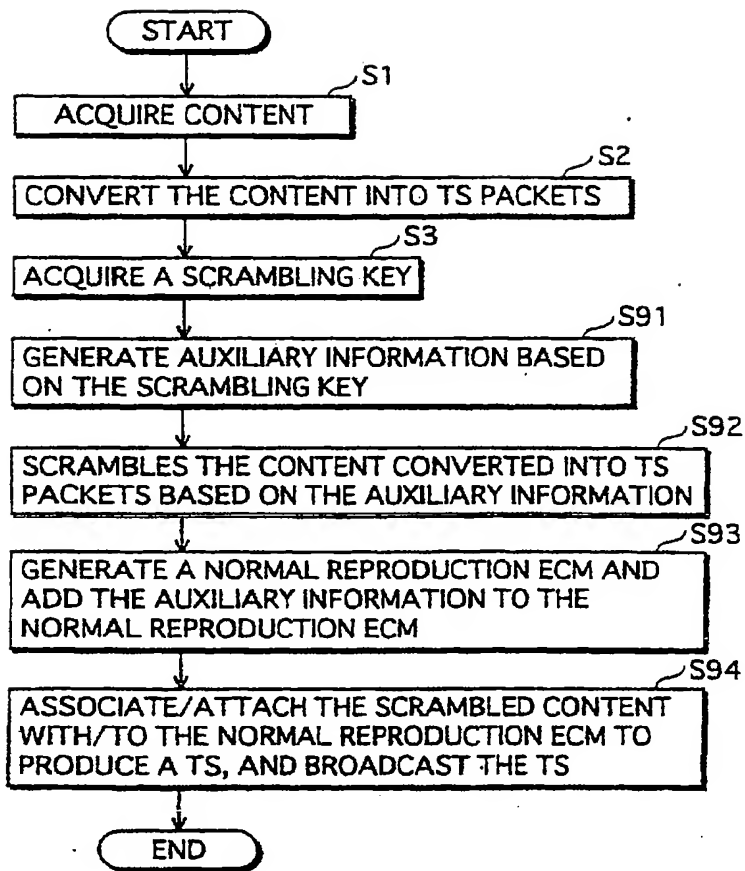 START
S1
ACQUIRE CONTENT
S2
CONVERT THE CONTENT INTO TS PACKETS
S3
ACQUIRE A SCRAMBLING KEY
S91
GENERATE AUXILIARY INFORMATION BASED
ON THE SCRAMBLING KEY
S92
SCRAMBLES THE CONTENT CONVERTED INTO TS
PACKETS BASED ON THE AUXILIARY INFORMATION
S93
GENERATE A NORMAL REPRODUCTION ECM AND
ADD THE AUXILIARY INFORMATION TO THE
NORMAL REPRODUCTION ECM
S94
ASSOCIATE/ATTACH THE SCRAMBLED CONTENT
WITH/TO THE NORMAL REPRODUCTION ECM TO
PRODUCE A TS, AND BROADCAST THE TS
END